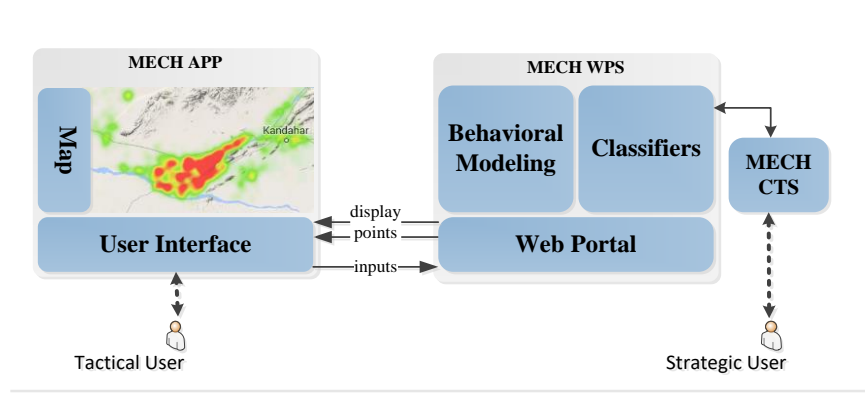 MECH APP
Map
Kandahar
User Interface
display
points
inputs
MECH WPS
Behavioral
Modeling
Classifiers
Web Portal
MECH
CTS
Tactical User
Strategic User